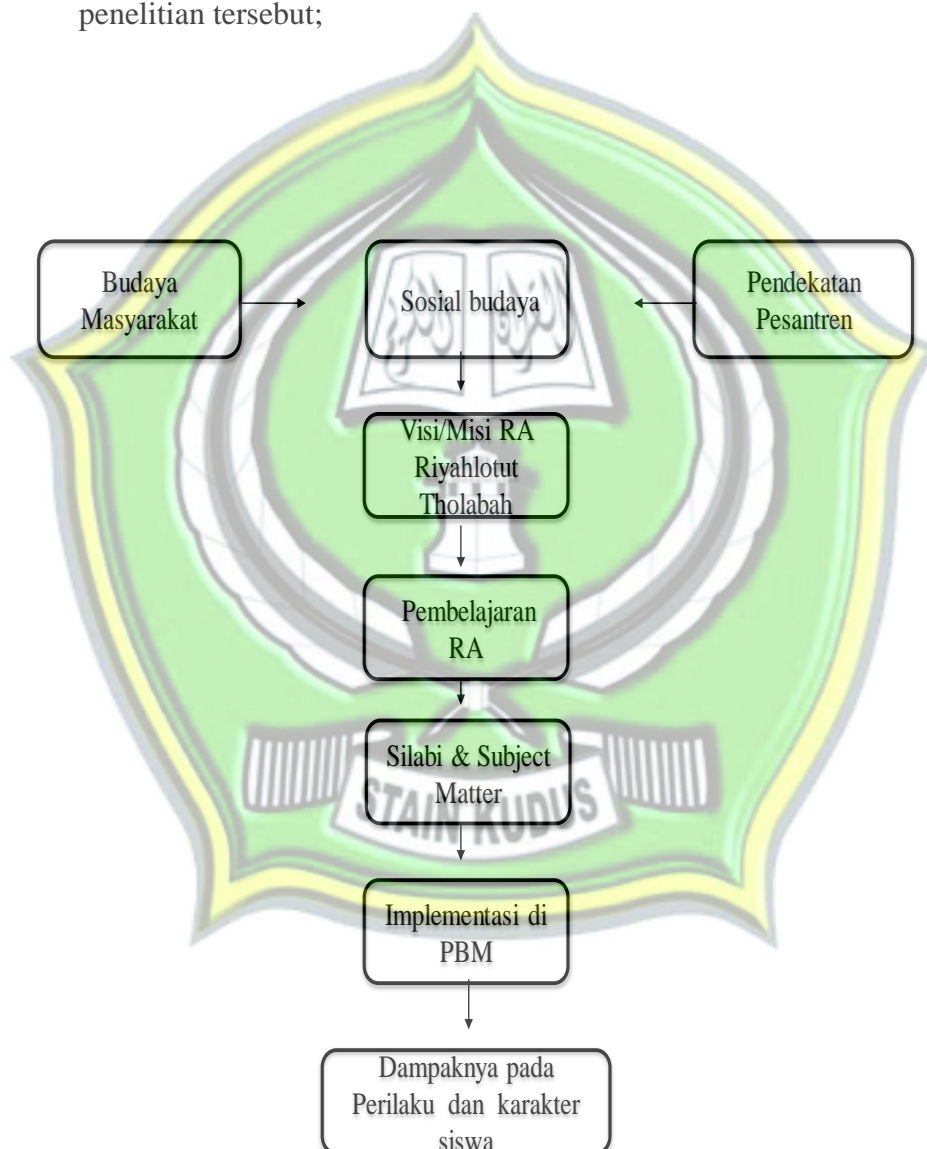 penelitian tersebut;
Budaya
Masyarakat
Sosial budaya
Pendekatan
Pesantren
Visi/Misi RA
Riyahlotut
Tholabah
Pembelajaran
RA
Silabi & Subject
Matter
STAIN KUDUS
Implementasi di
PBM
Dampaknya pada
Perilaku dan karakter
siswa